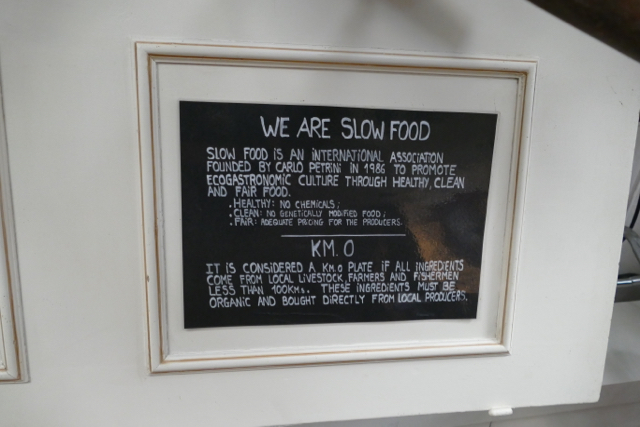 WE ARE SLOW FOOD
SLOW FOOD IS AN INTERNATIONAL ASSOCIATION
FOUNDED BY CARLO PETRINI IN 1986 TO PROMOTE
ECOGASTRONOMIC CULTURE THROUGH HEALTHY, CLEAN
AND FAIR FOOD.
. HEALTHY: NO CHEMICALS;
. CLEAN: NO GENETICALLY MODIFIED FOOD;
. FAIR: ADEQUATE PRICING FOR THE PRODUCERS.
KM. 0
IT IS CONSIDERED A KM.0 PLATE IF ALL INGREDIENTS
COME FROM LOCAL LIVESTOCK, FARMERS AND FISHERMEN
LESS THAN 100KMs. THESE INGREDIENTS MUST BE
ORGANIC AND BOUGHT DIRECTLY FROM LOCAL PRODUCERS.